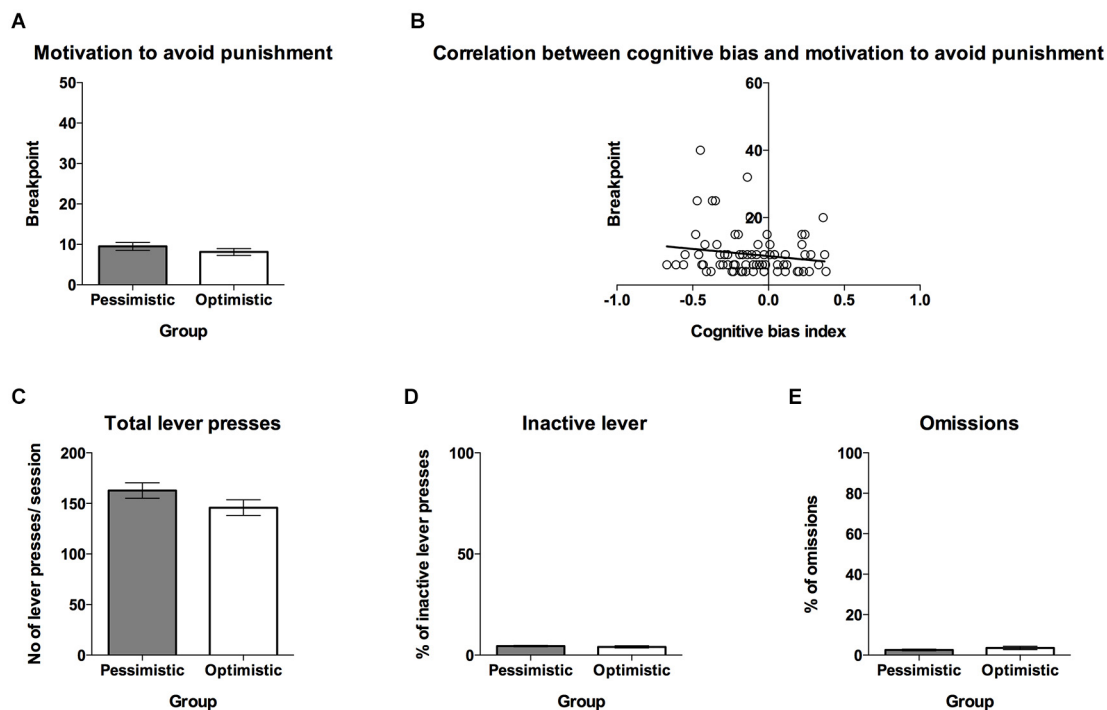 A
Motivation to avoid punishment
50
40
30
20
10
0
Breakpoint
Pessimistic Optimistic
Group
B
Correlation between cognitive bias and motivation to avoid punishment
60
40
20
Breakpoint
-1.0 -0.5 0.0 0.5 1.0
Cognitive bias index
C
Total lever presses
200
150
100
50
0
No of lever presses/ session
Pessimistic Optimistic
Group
D
Inactive lever
100
50
0
% of inactive lever presses
Pessimistic Optimistic
Group
E
Omissions
100
80
60
40
20
0
% of omissions
Pessimistic Optimistic
Group